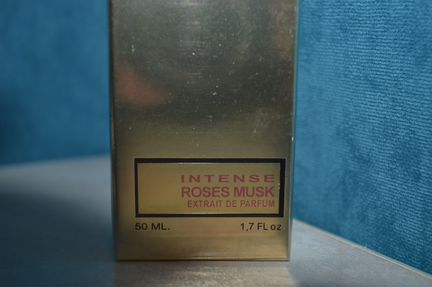 INTENSE
ROSES MUSK
EXTRAIT DE PARFUM
50 ML. 1,7 FL oz